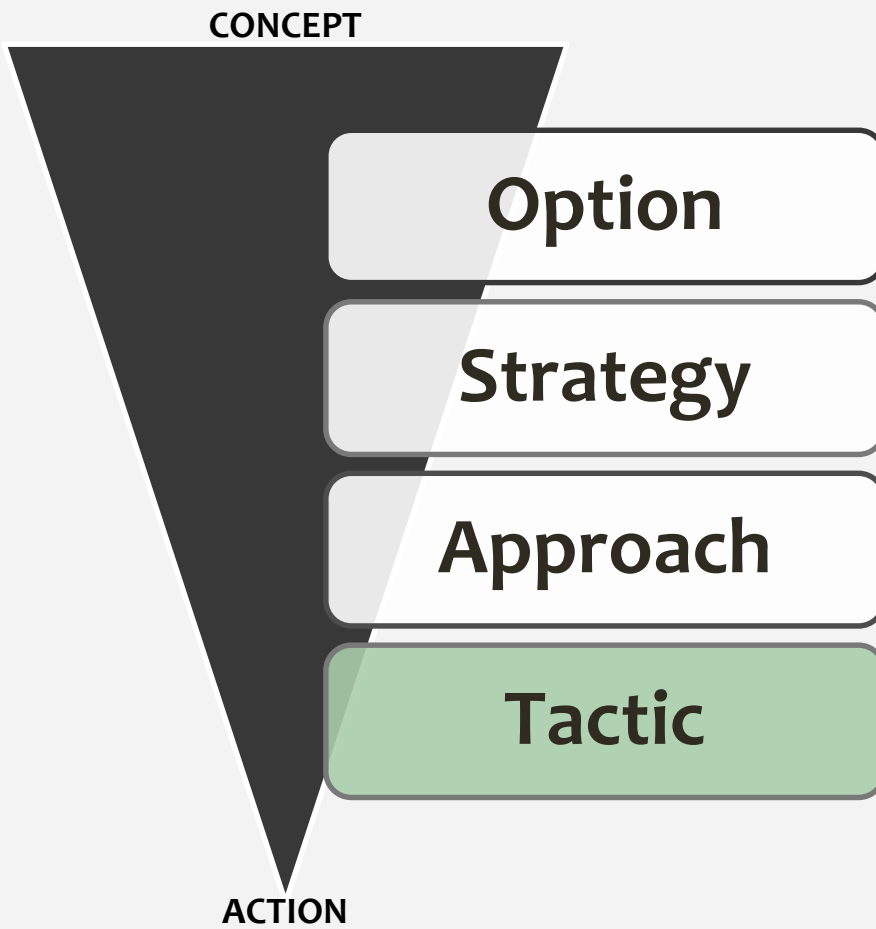 CONCEPT
Option
Strategy
Approach
Tactic
ACTION